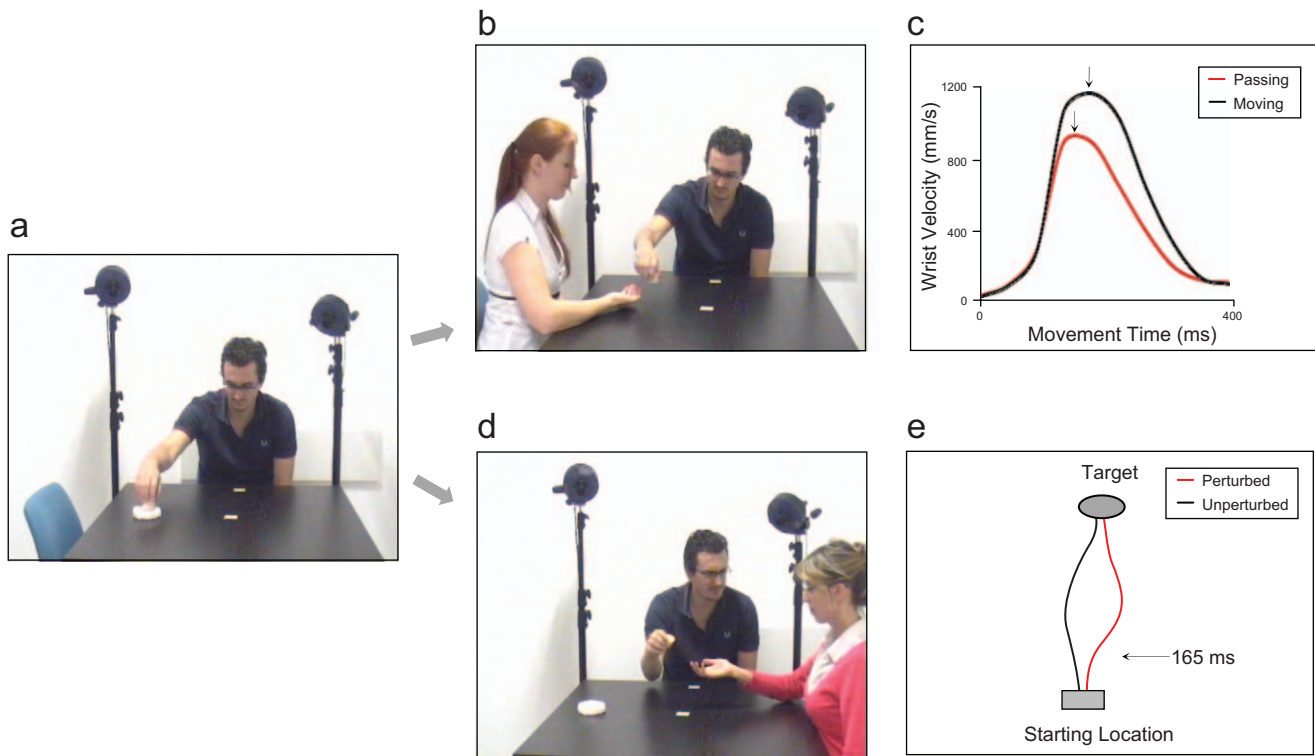 a
b
c
Passing
Moving
1200
800
400
0
0
400
Wrist Velocity (mm/s)
Movement Time (ms)
d
e
Target
Perturbed
Unperturbed
165 ms
Starting Location